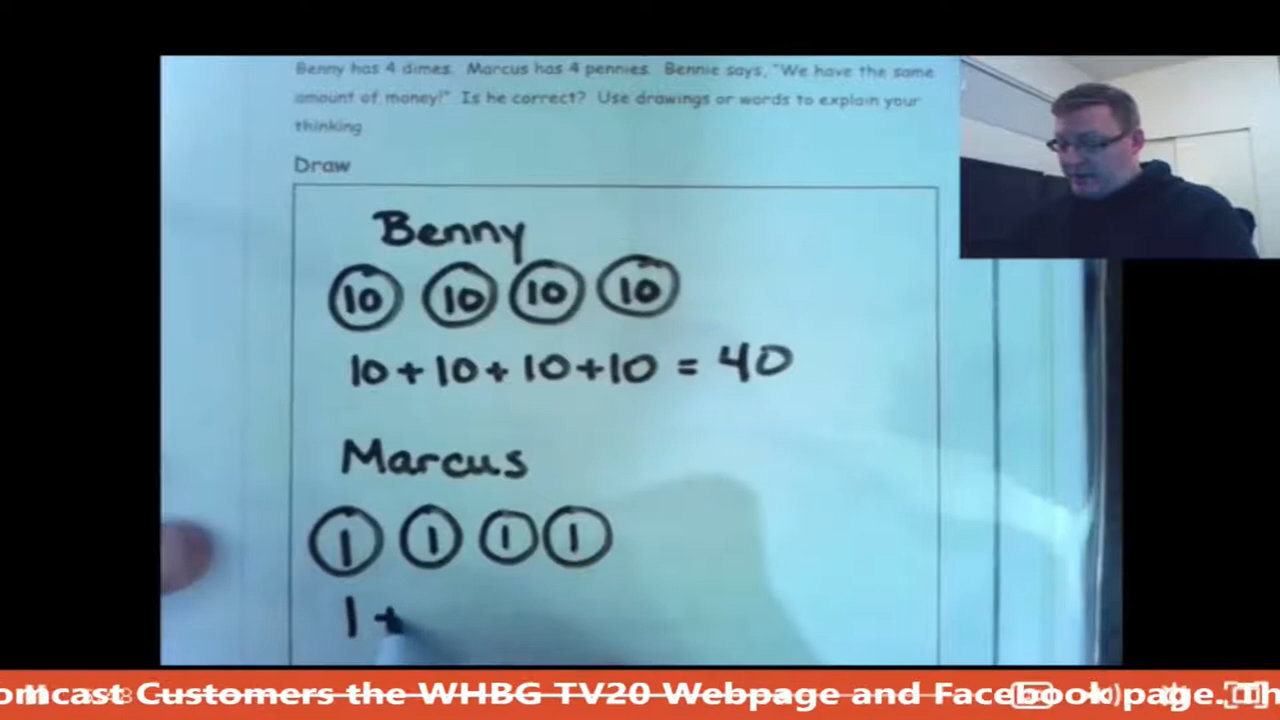 Benny has 4 dimes. Marcus has 4 pennies. Bennie says, "We have the same
amount of money!" Is he correct? Use drawings or words to explain your
thinking
Draw
Benny
10 10 10 10
10 + 10 + 10 + 10 = 40
Marcus
1 1 1 1
1 +
omcast Customers the WHBG TV20 Webpage and Facebook page. Th